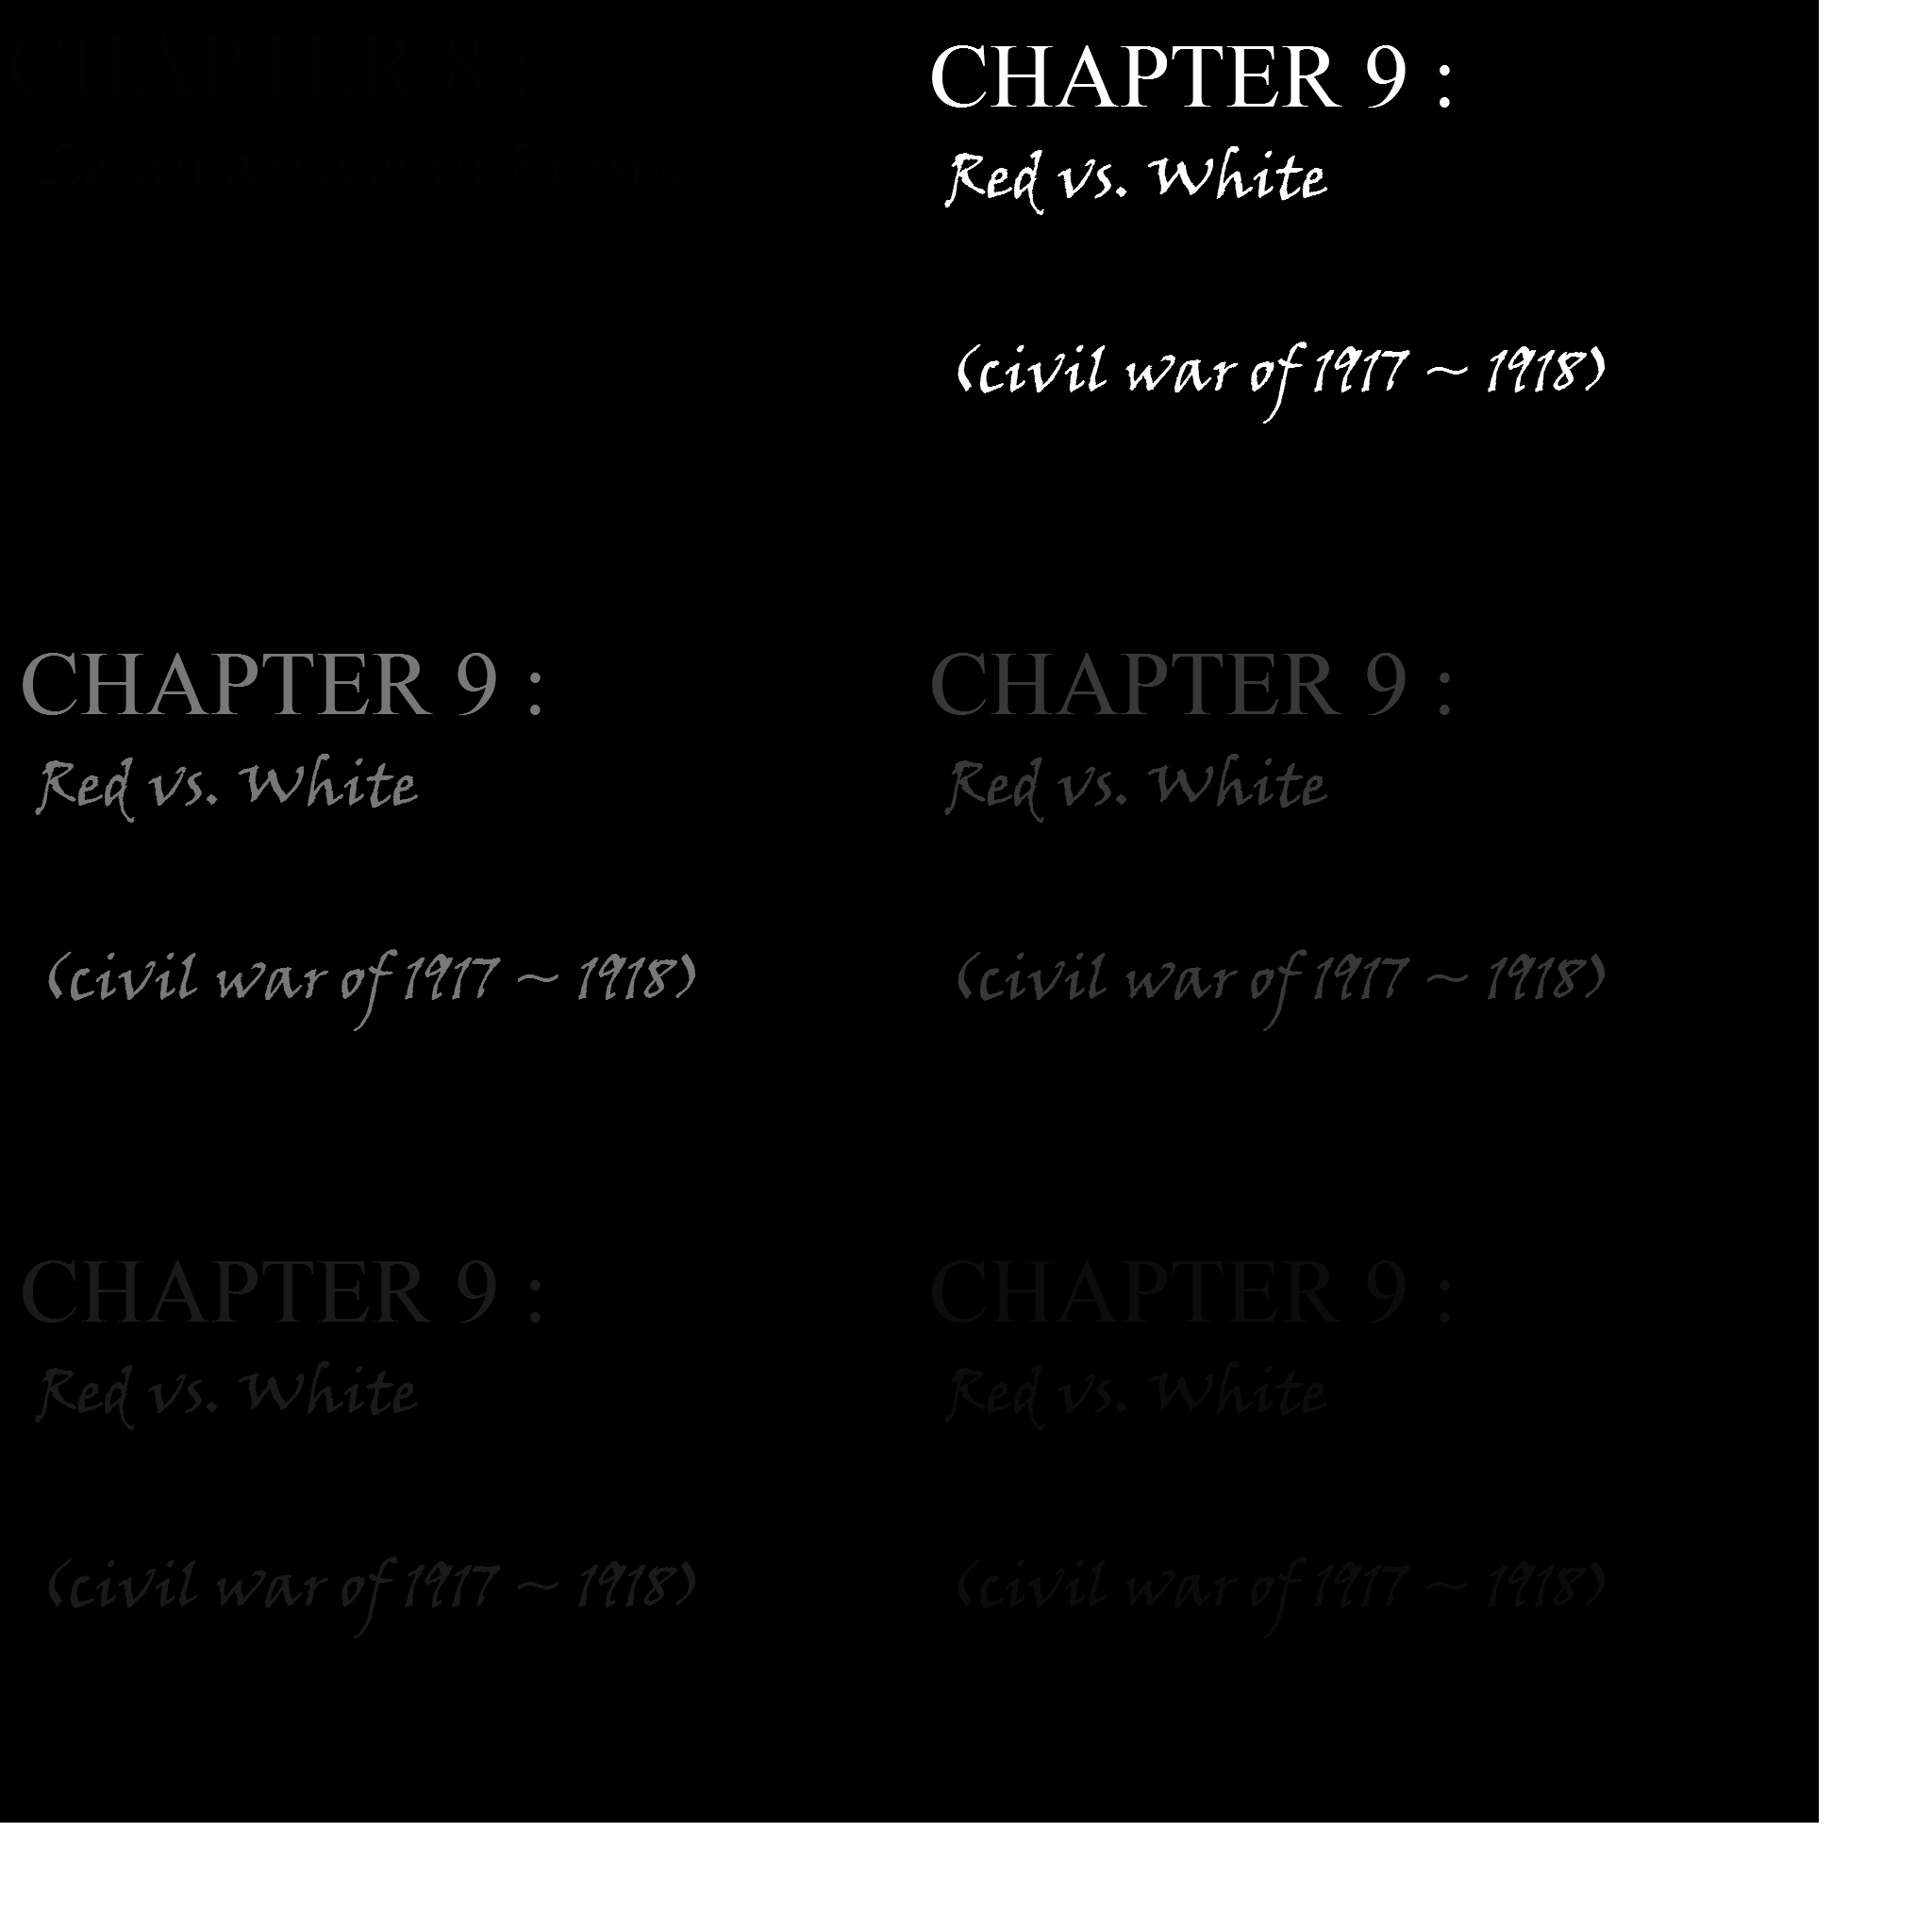 CHAPTER 8 :
Lenin arrives in Russia
CHAPTER 9 :
Red vs. White
(civil war of 1917 ~ 1918)
CHAPTER 9 :
Red vs. White
(civil war of 1917 ~ 1918)
CHAPTER 9 :
Red vs. White
(civil war of 1917 ~ 1918)
CHAPTER 9 :
Red vs. White
(civil war of 1917 ~ 1918)
CHAPTER 9 :
Red vs. White
(civil war of 1917 ~ 1918)